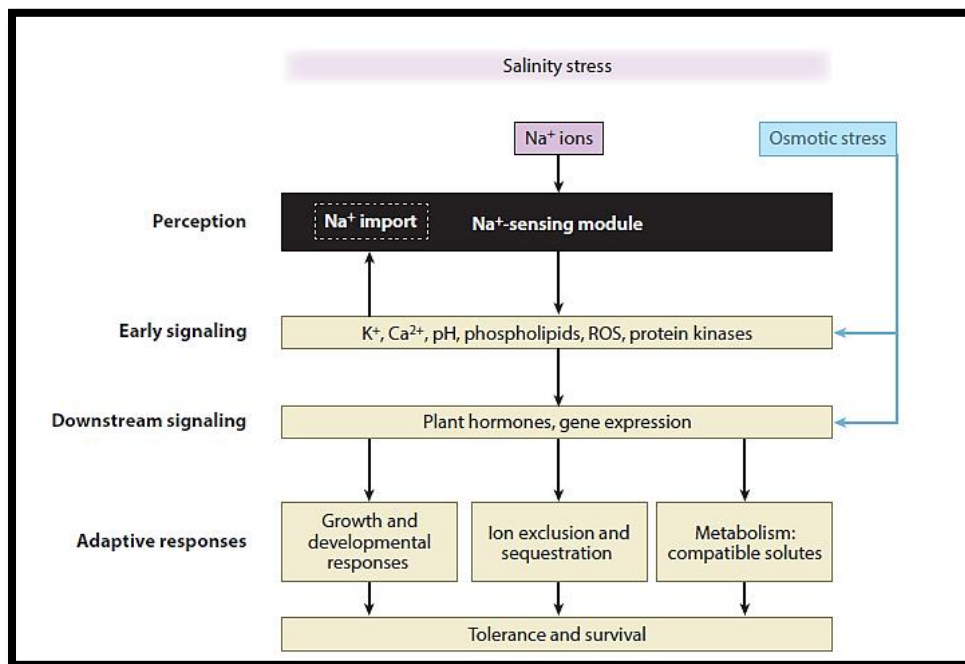 Salinity stress
Na⁺ ions
Osmotic stress
Perception
Na⁺ import
Na⁺-sensing module
Early signaling
K⁺, Ca²⁺, pH, phospholipids, ROS, protein kinases
Downstream signaling
Plant hormones, gene expression
Adaptive responses
Growth and
developmental
responses
Ion exclusion and
sequestration
Metabolism:
compatible solutes
Tolerance and survival